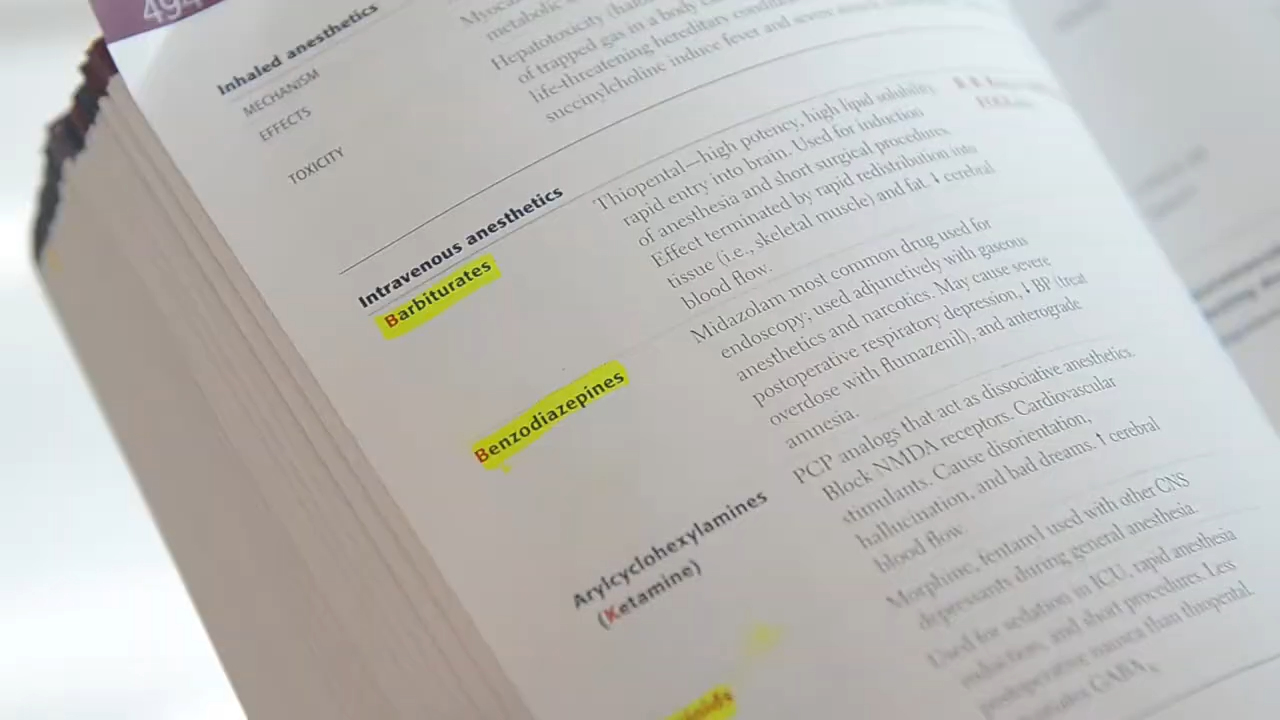 494
Inhaled anesthetics
MECHANISM
EFFECTS
TOXICITY
metabolic
Hepatotoxicity
of trapped gas in a body
life-threatening hereditary
succinylcholine induce fever and severe
Intravenous anesthetics
Barbiturates
Thiopental—high potency, high lipid solubility
rapid entry into brain. Used for induction
of anesthesia and short surgical procedures.
Effect terminated by rapid redistribution into
tissue (i.e., skeletal muscle) and fat. ↓ cerebral
blood flow.
Benzodiazepines
Midazolam most common drug used for
endoscopy; used adjunctively with gaseous
anesthetics and narcotics. May cause severe
postoperative respiratory depression, ↓ BP (treat
overdose with flumazenil), and anterograde
amnesia.
Arylcyclohexylamines
(Ketamine)
PCP analogs that act as dissociative anesthetics.
Block NMDA receptors. Cardiovascular
stimulants. Cause disorientation,
hallucination, and bad dreams. ↑ cerebral
blood flow.
Morphine, fentanyl used with other CNS
depressants during general anesthesia.
Used for sedation in ICU, rapid anesthesia
induction, and short procedures. Less
postoperative nausea than thiopental.
GABA